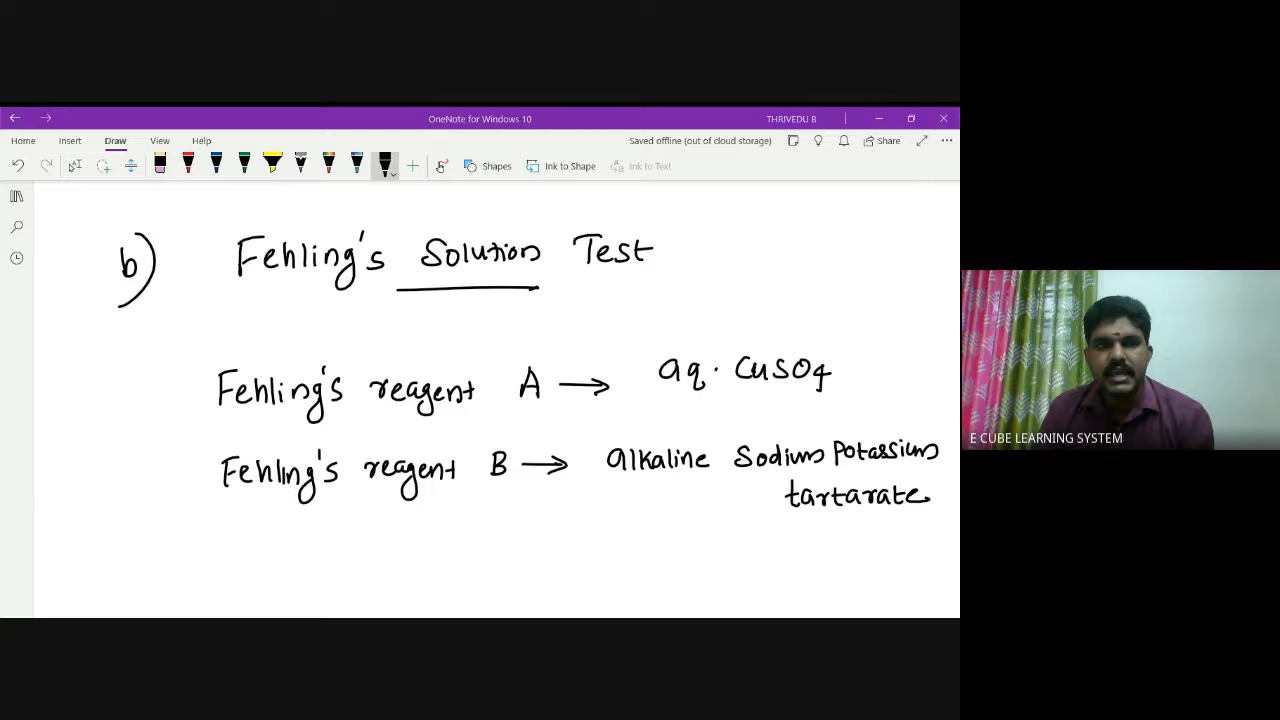 OneNote for Windows 10
THRIVEDU B
Home Insert Draw View Help
Saved offline (out of cloud storage)
Share
Shapes Ink to Shape Ink to Text
b) Fehling's Solution Test
Fehling's reagent A → aq. CuSO4
Fehling's reagent B → alkaline Sodium Potassium
tartarate
E CUBE LEARNING SYSTEM